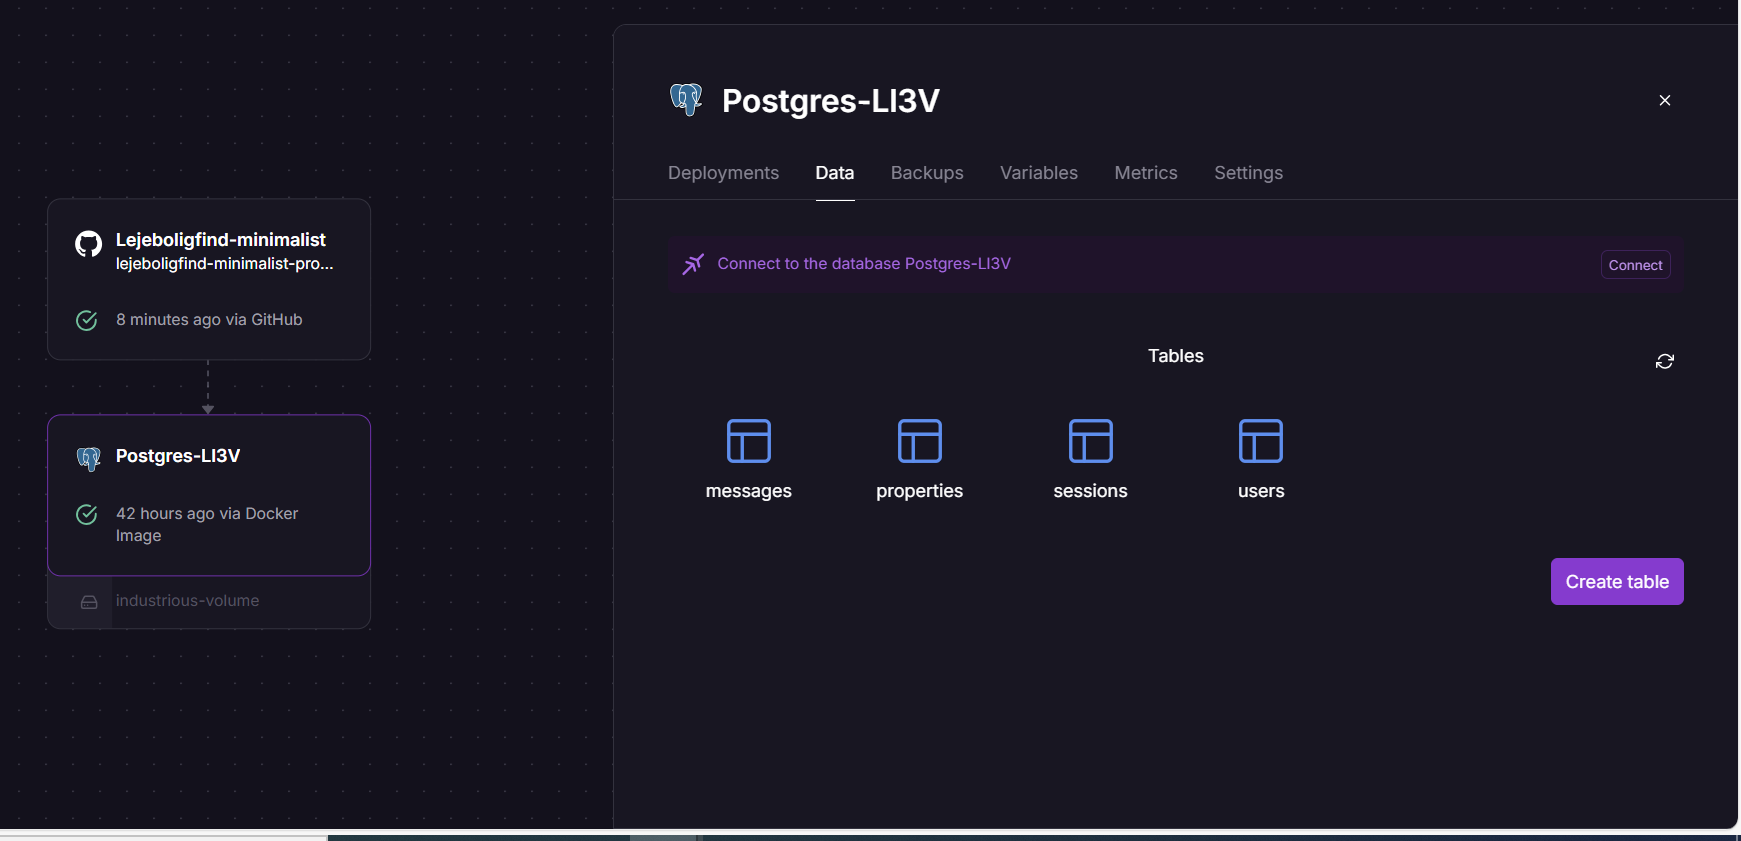 Lejeboligfind-minimalist
lejeboligfind-minimalist-pro...
8 minutes ago via GitHub
Postgres-LI3V
42 hours ago via Docker
Image
industrious-volume
Postgres-LI3V
Deployments Data Backups Variables Metrics Settings
Connect to the database Postgres-LI3V Connect
Tables
messages properties sessions users
Create table